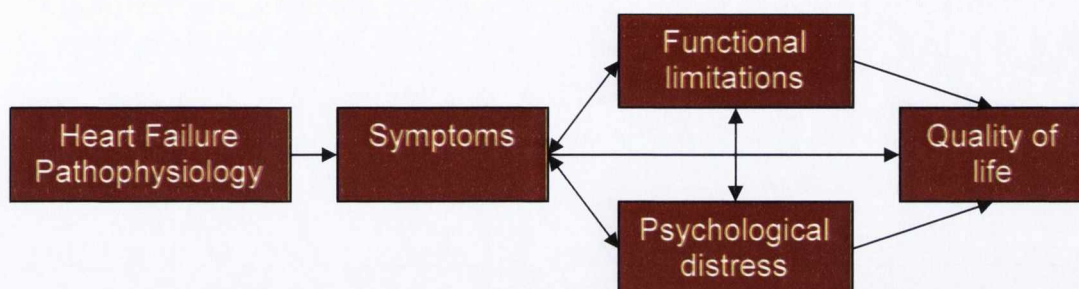 Heart Failure
Pathophysiology
Symptoms
Functional
limitations
Psychological
distress
Quality of
life